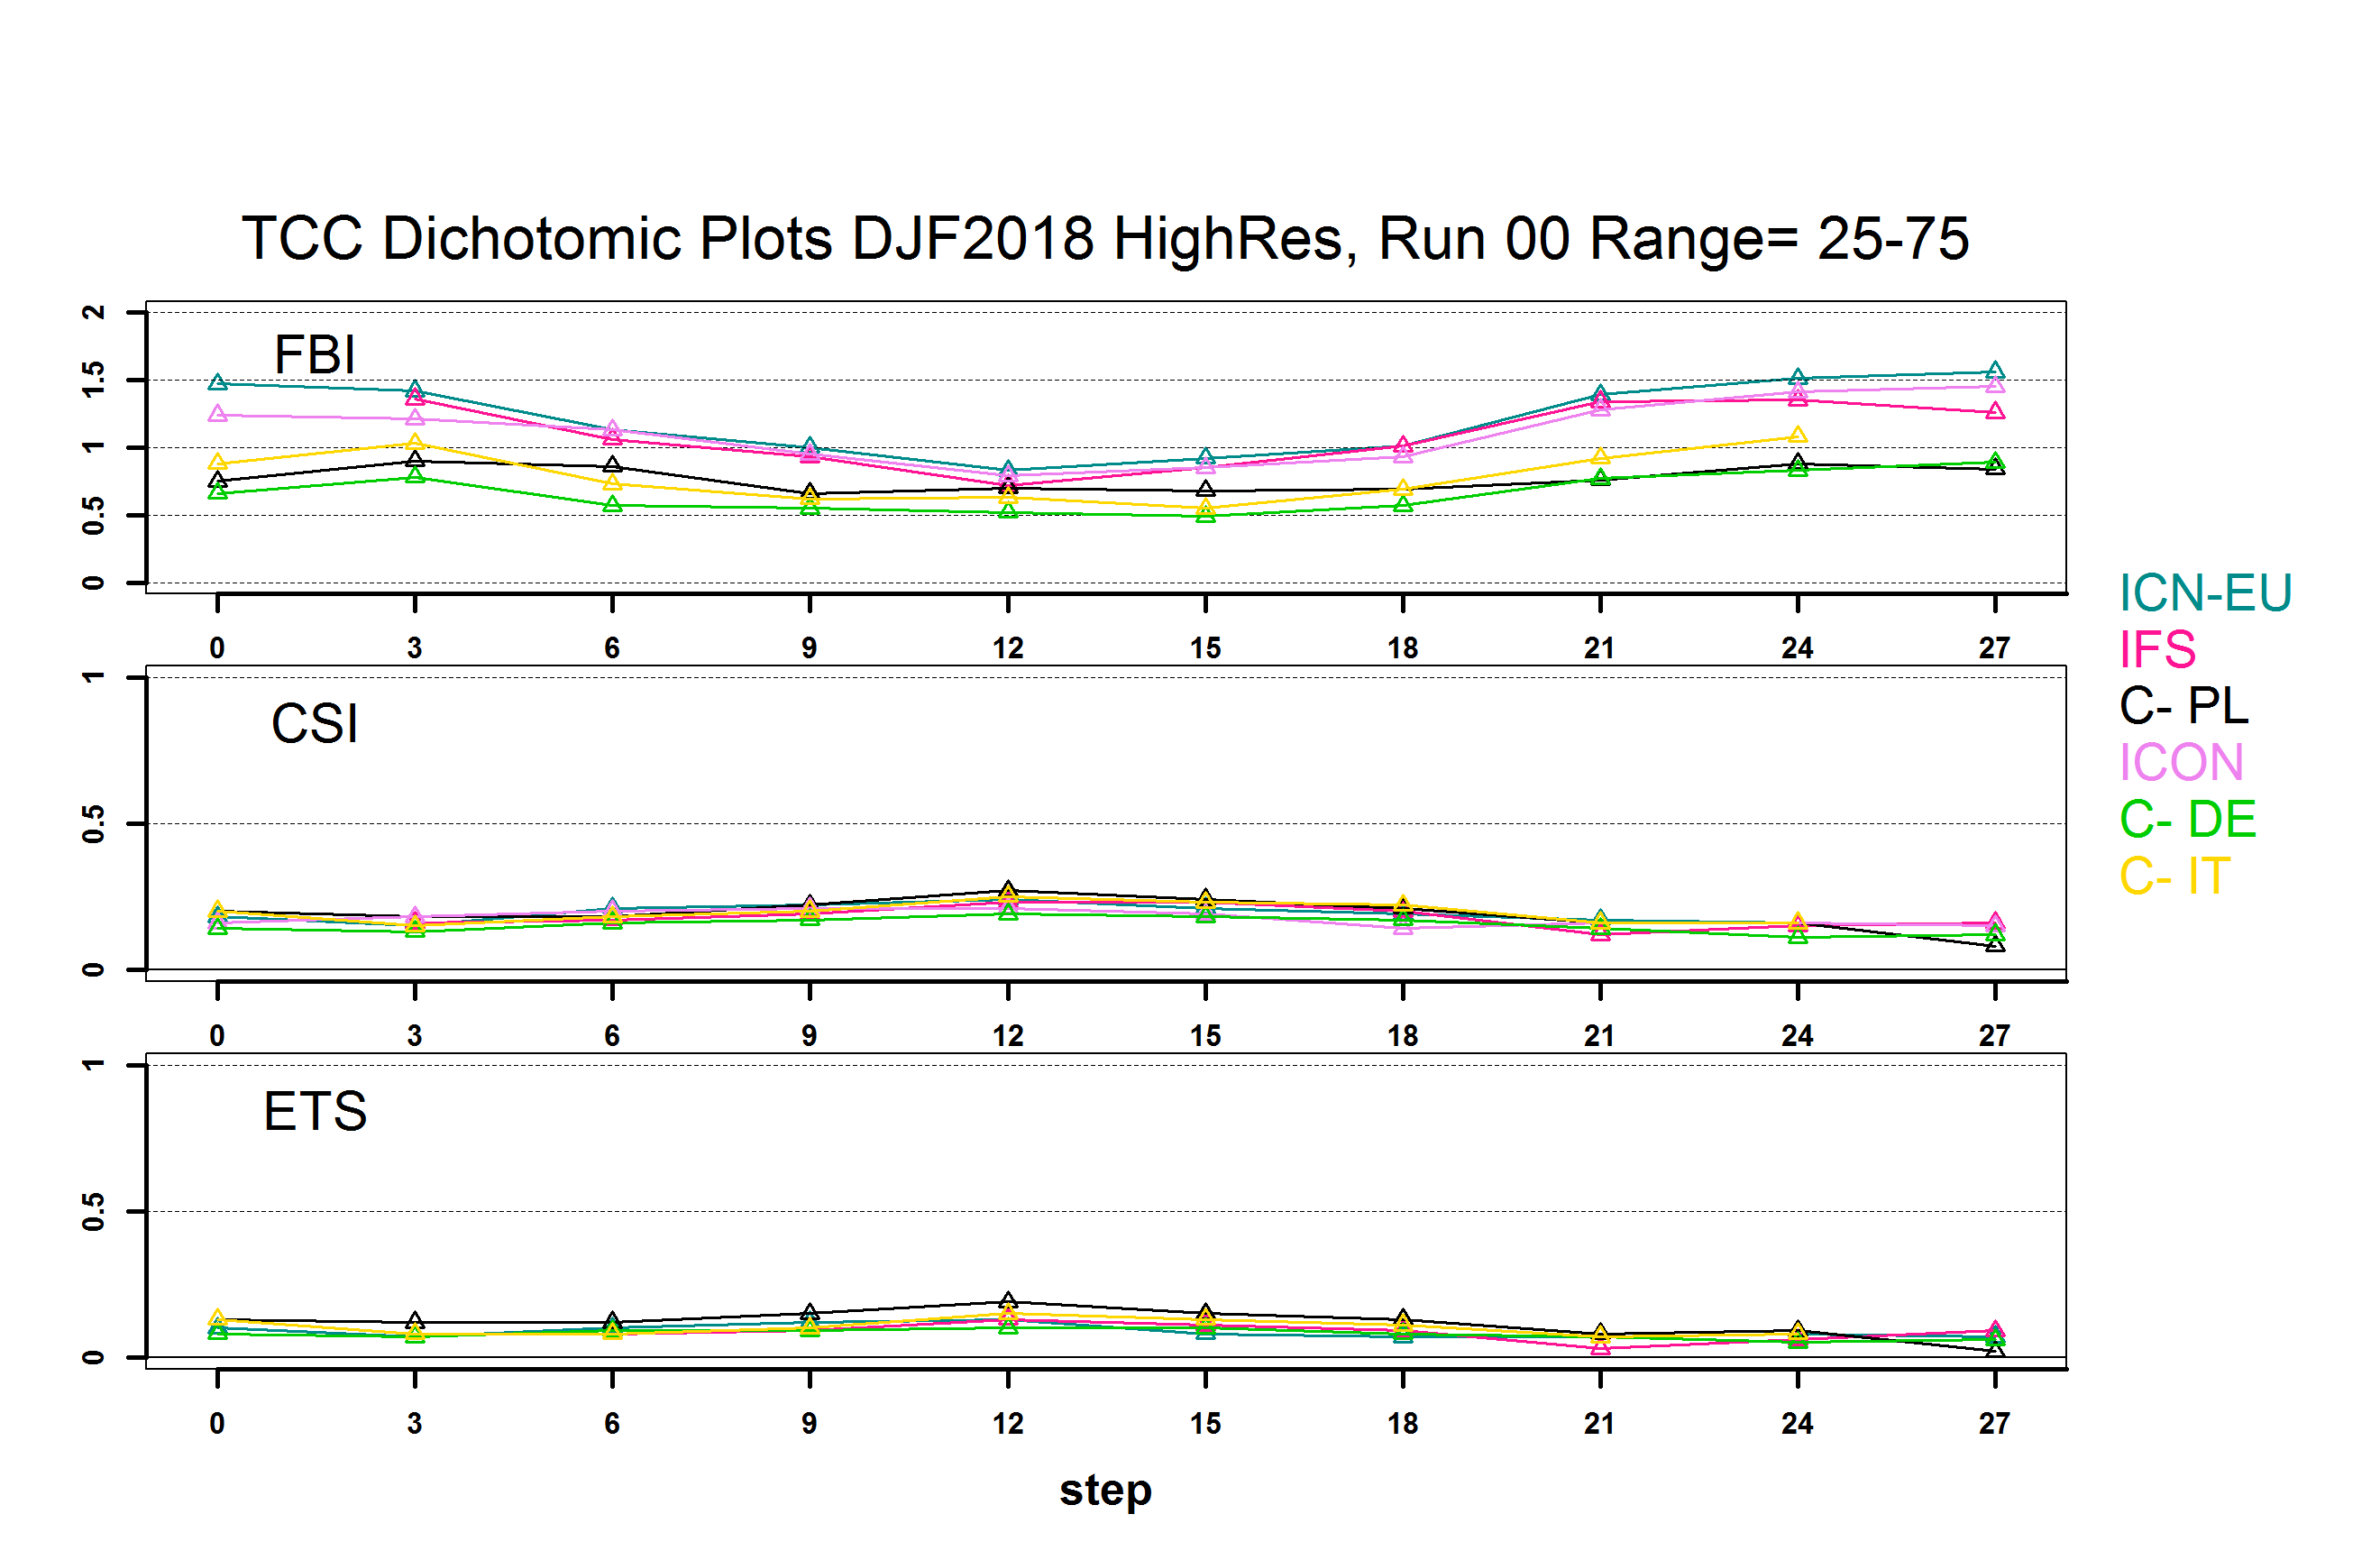 TCC Dichotomic Plots DJF2018 HighRes, Run 00 Range= 25-75
FBI
2
1.5
1
0.5
0
0 3 6 9 12 15 18 21 24 27
CSI
1
0.5
0
0 3 6 9 12 15 18 21 24 27
ETS
1
0.5
0
0 3 6 9 12 15 18 21 24 27
step
ICN-EU
IFS
C- PL
ICON
C- DE
C- IT